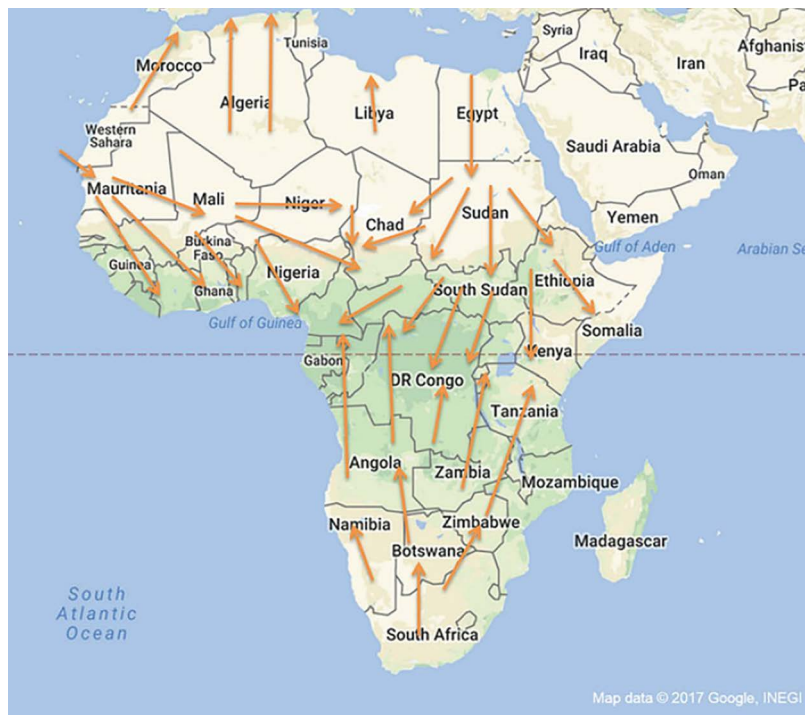 Syria
Afghanist
Tunisia
Iraq
Iran
Morocco
Pa
Algeria
Libya
Egypt
Western
Sahara
Saudi Arabia
Oman
Mauritania
Mali
Niger
Chad
Sudan
Yemen
Burkina
Faso
Gulf of Aden
Arabian Se
Guinea
Nigeria
Ethiopia
Ghana
South Sudan
Gulf of Guinea
Somalia
Gabon
Kenya
DR Congo
Tanzania
Angola
Zambia
Mozambique
Namibia
Zimbabwe
Madagascar
Botswana
South
Atlantic
Ocean
South Africa
Map data © 2017 Google, INEGI